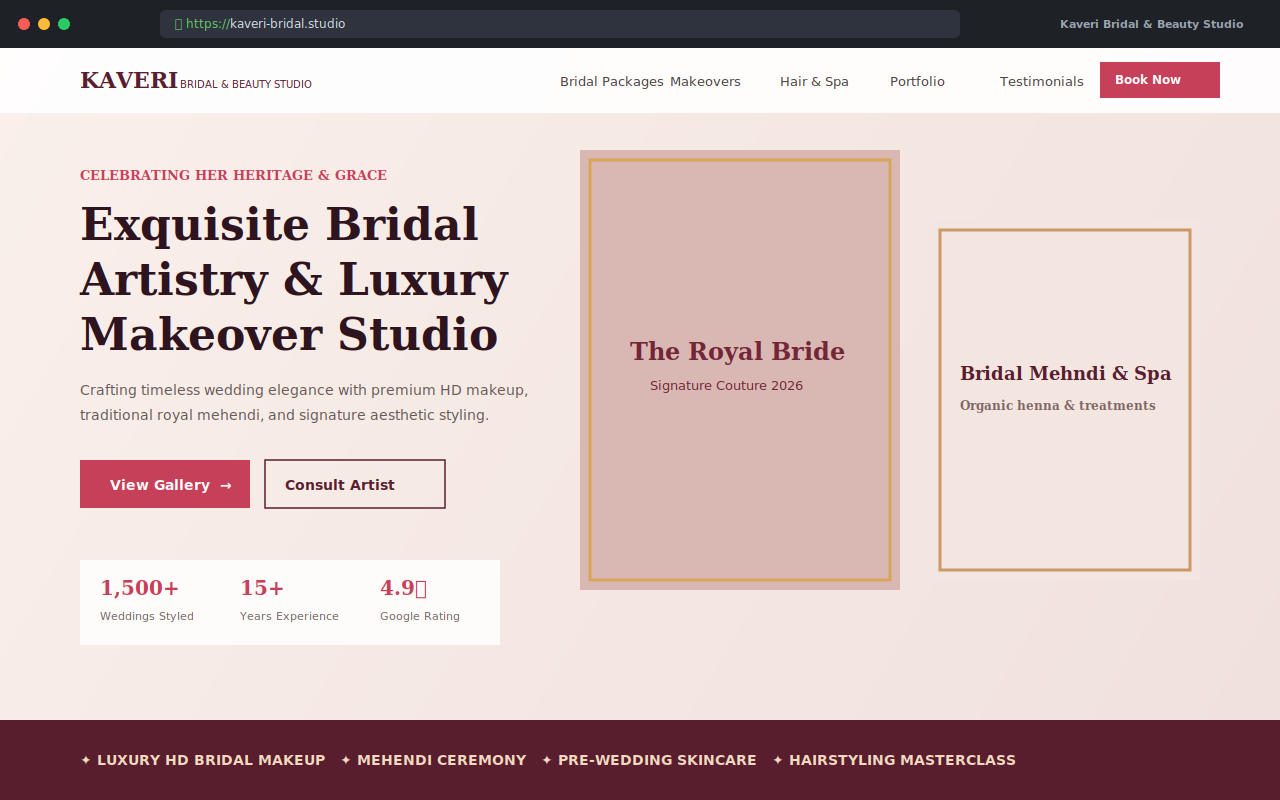 https://kaveri-bridal.studio
Kaveri Bridal & Beauty Studio
KAVERI BRIDAL & BEAUTY STUDIO
Bridal Packages Makeovers Hair & Spa Portfolio Testimonials Book Now
CELEBRATING HER HERITAGE & GRACE
Exquisite Bridal
Artistry & Luxury
Makeover Studio
Crafting timeless wedding elegance with premium HD makeup,
traditional royal mehendi, and signature aesthetic styling.
View Gallery →
Consult Artist
1,500+
Weddings Styled
15+
Years Experience
4.9
Google Rating
The Royal Bride
Signature Couture 2026
Bridal Mehndi & Spa
Organic henna & treatments
✦ LUXURY HD BRIDAL MAKEUP ✦ MEHENDI CEREMONY ✦ PRE-WEDDING SKINCARE ✦ HAIRSTYLING MASTERCLASS